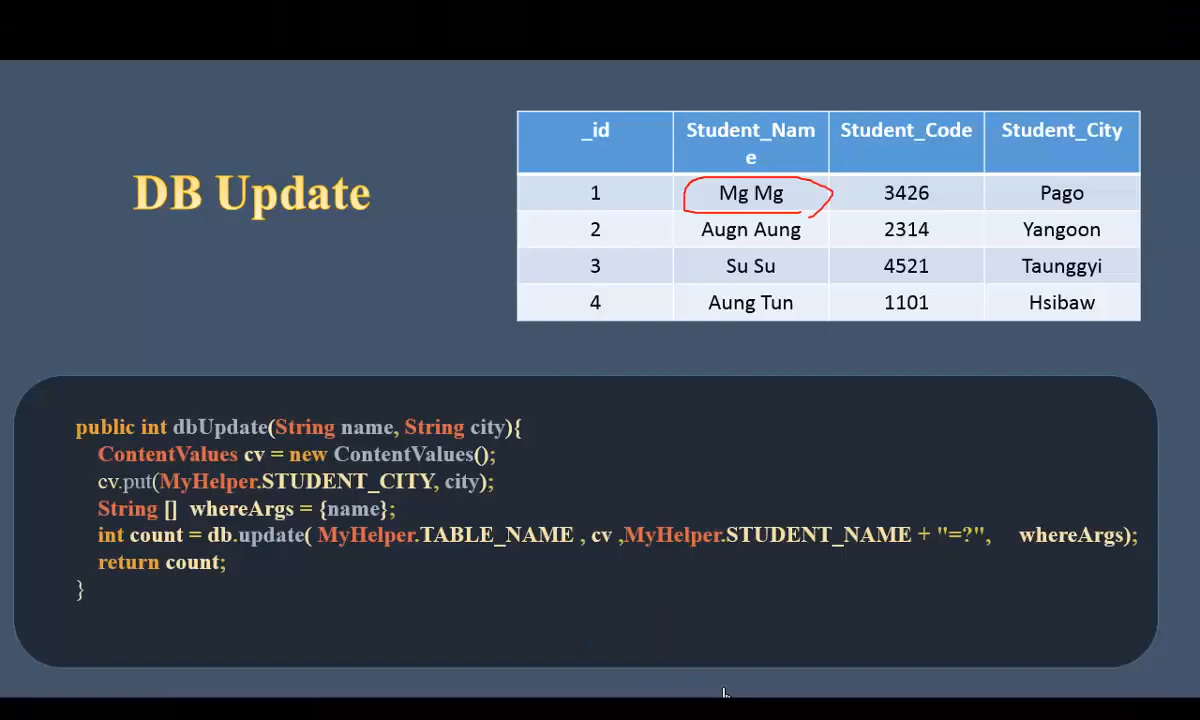 DB Update
_id Student_Nam Student_Code Student_City
e
1 Mg Mg 3426 Pago
2 Augn Aung 2314 Yangoon
3 Su Su 4521 Taunggyi
4 Aung Tun 1101 Hsibaw
public int dbUpdate(String name, String city){
ContentValues cv = new ContentValues();
cv.put(MyHelper.STUDENT_CITY, city);
String [] whereArgs = {name};
int count = db.update( MyHelper.TABLE_NAME , cv ,MyHelper.STUDENT_NAME + "=?", whereArgs);
return count;
}